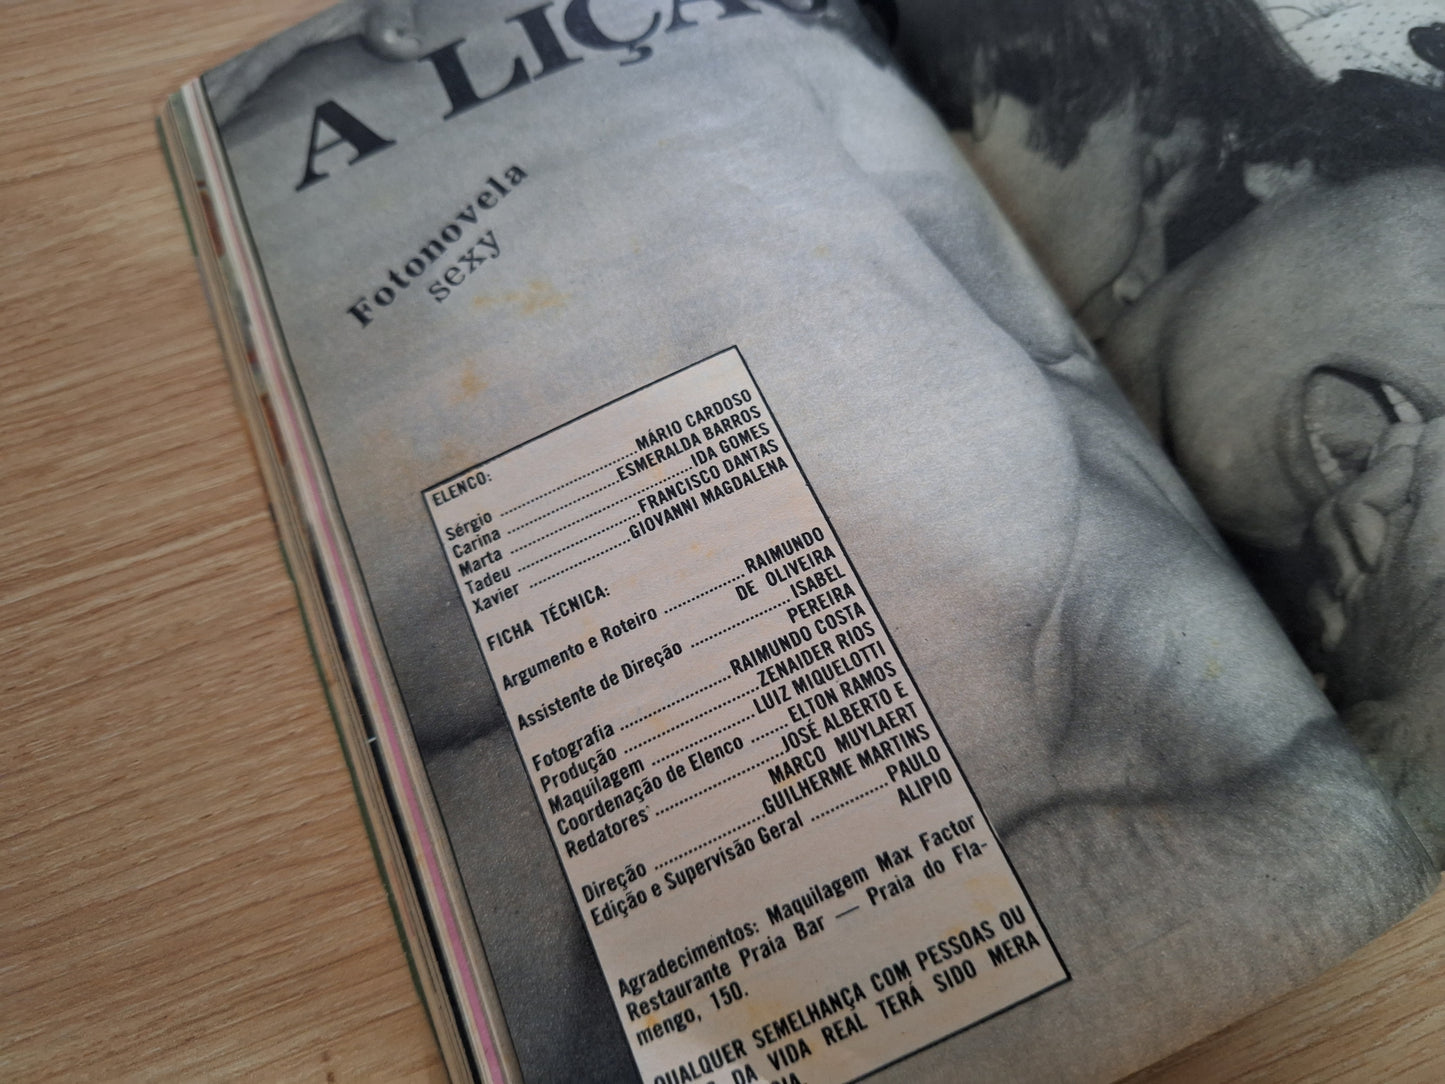 A LIÇÃO
Fotonovela
sexy
ELENCO:
Sérgio ........................ MÁRIO CARDOSO
Carina ........................ ESMERALDA BARROS
Marta ........................ IDA GOMES
Tadeu ........................ FRANCISCO DANTAS
Xavier ........................ GIOVANNI MAGDALENA
FICHA TÉCNICA:
Argumento e Roteiro ............... RAIMUNDO
DE OLIVEIRA
Assistente de Direção ................... ISABEL
PEREIRA
Fotografia ................... RAIMUNDO COSTA
Produção ........................ ZENAIDER RIOS
Maquilagem ................... LUIZ MIQUELOTTI
Coordenação de Elenco ....... ELTON RAMOS
Redatores ........................ JOSÉ ALBERTO E
MARCO MUYLAERT
Direção ................... GUILHERME MARTINS
Edição e Supervisão Geral ............... PAULO
ALIPIO
Agradecimentos: Maquilagem Max Factor
Restaurante Praia Bar — Praia do Fla-
mengo, 150.
QUALQUER SEMELHANÇA COM PESSOAS OU
DA VIDA REAL TERÁ SIDO MERA